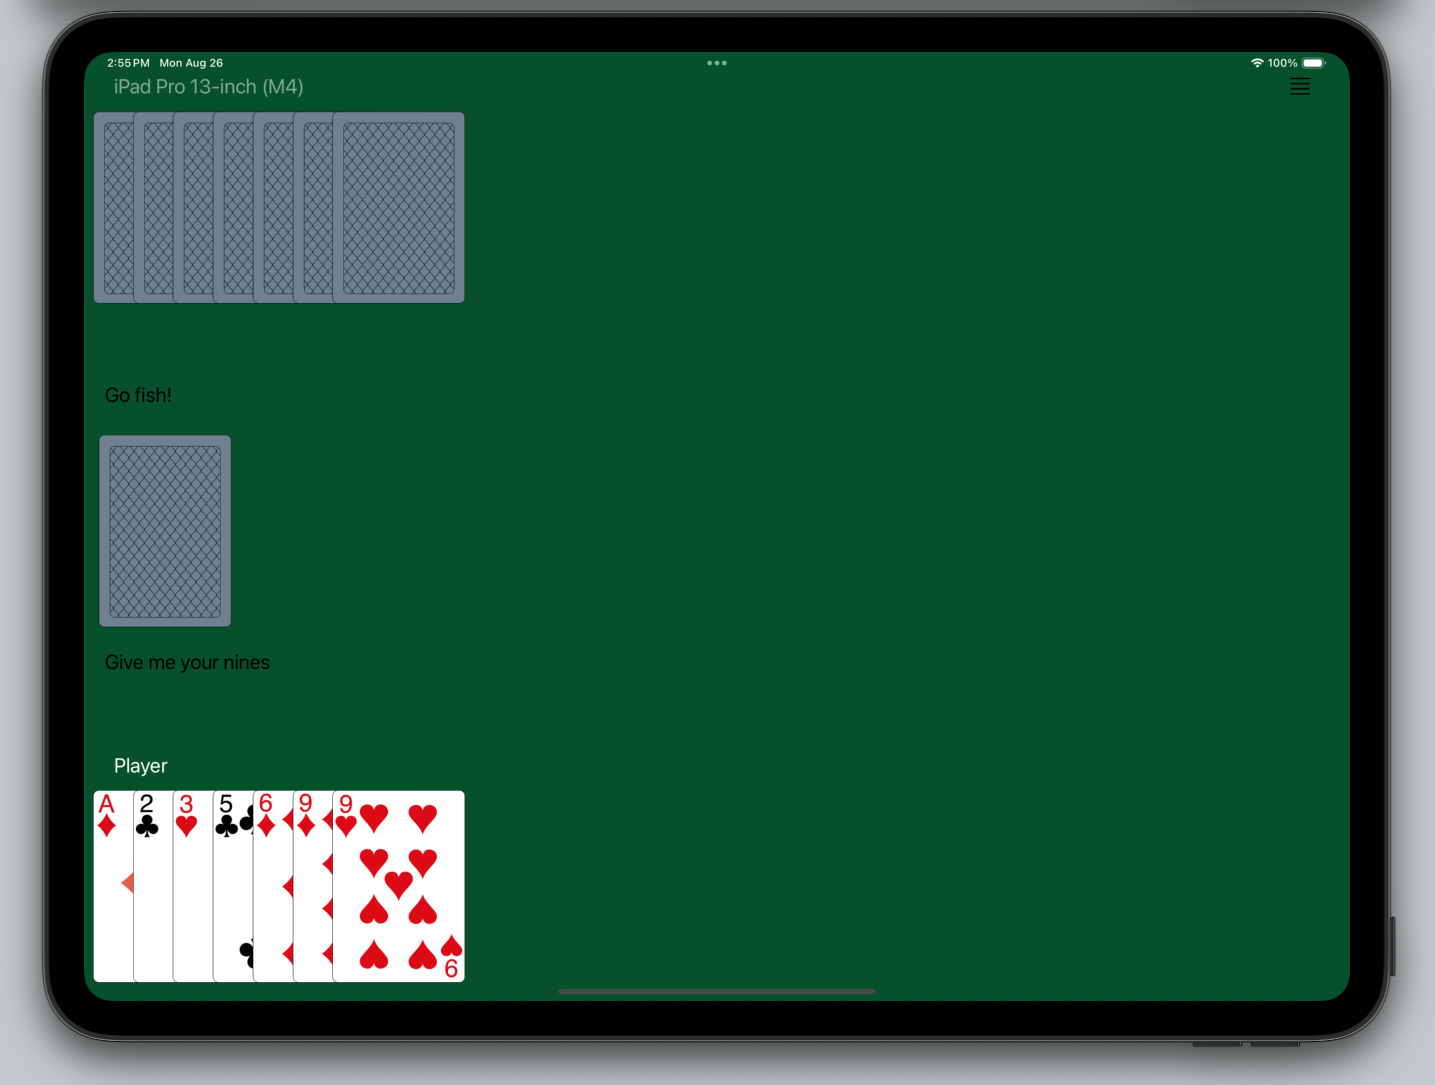 2:55 PM Mon Aug 26
100%
iPad Pro 13-inch (M4)
Go fish!
Give me your nines
Player
A 2 3 5 6 9 9
9